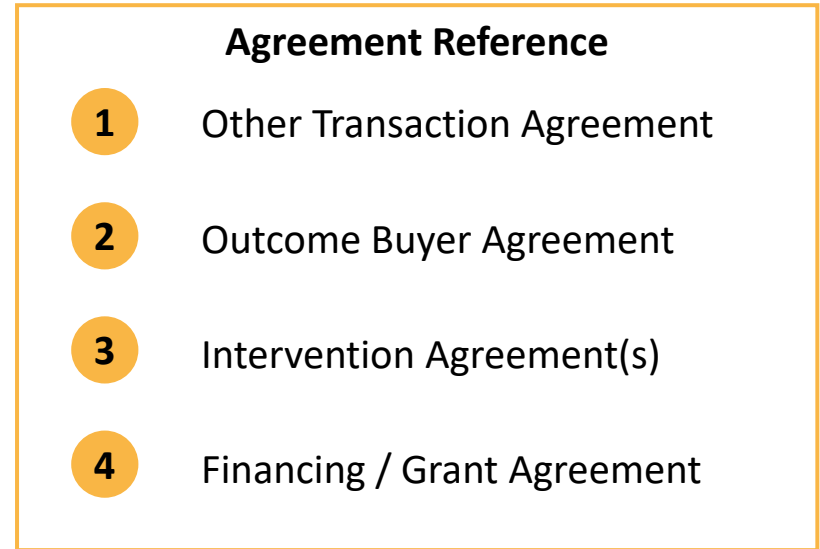 Agreement Reference
1 Other Transaction Agreement
2 Outcome Buyer Agreement
3 Intervention Agreement(s)
4 Financing / Grant Agreement